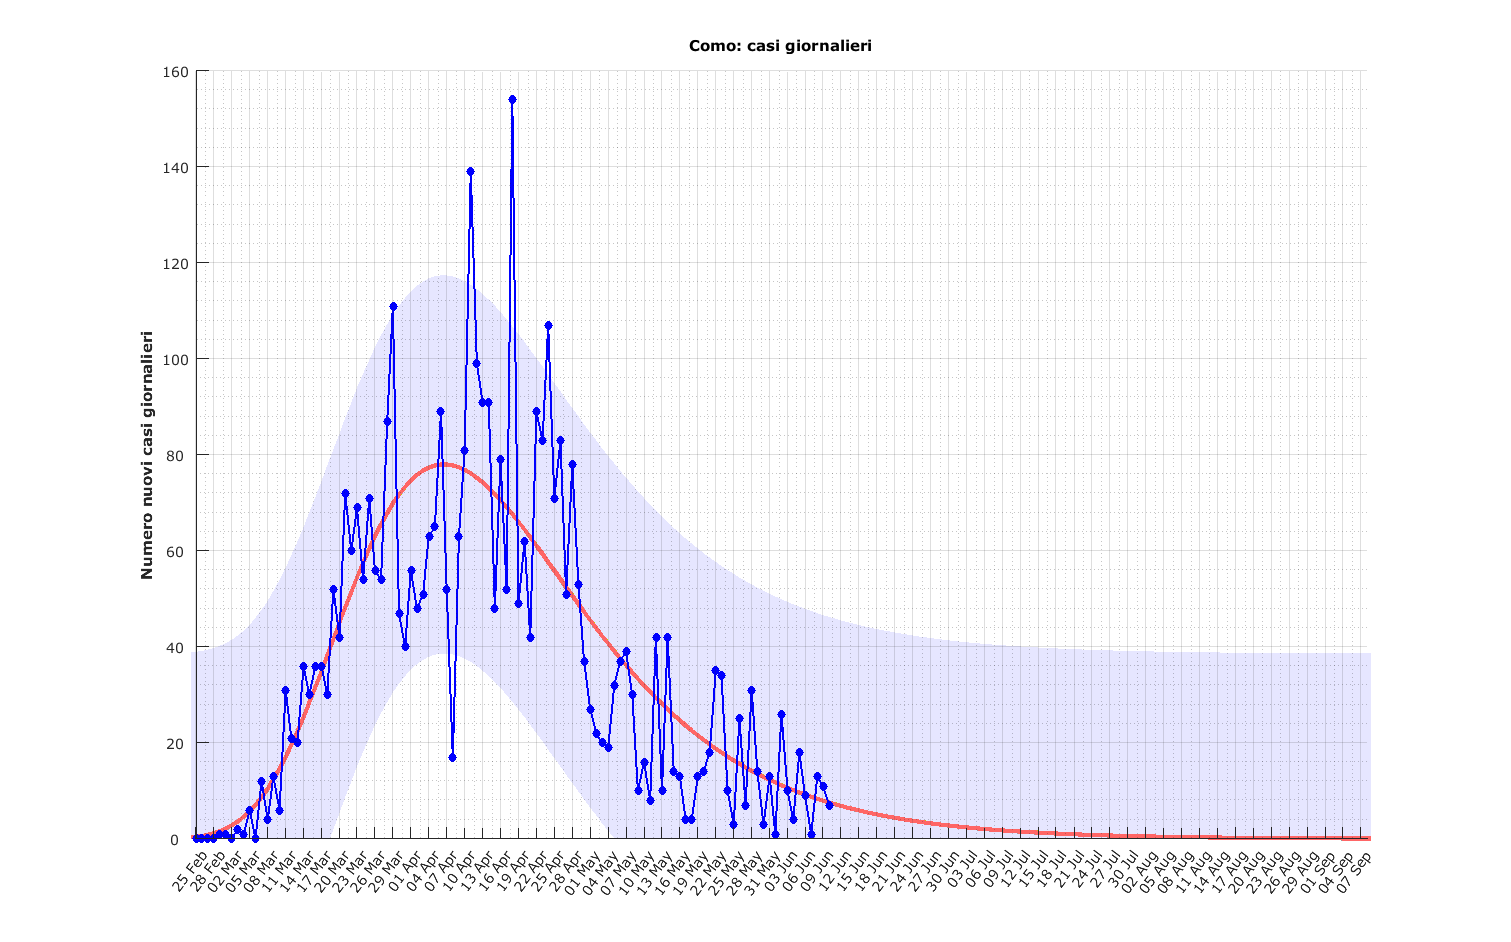 Como: casi giornalieri
Numero nuovi casi giornalieri
160
140
120
100
80
60
40
20
0
25 Feb
28 Feb
02 Mar
05 Mar
08 Mar
11 Mar
14 Mar
17 Mar
20 Mar
23 Mar
26 Mar
29 Mar
01 Apr
04 Apr
07 Apr
10 Apr
13 Apr
16 Apr
19 Apr
22 Apr
25 Apr
28 Apr
01 May
04 May
07 May
10 May
13 May
16 May
19 May
22 May
25 May
28 May
31 May
03 Jun
06 Jun
09 Jun
12 Jun
15 Jun
18 Jun
21 Jun
24 Jun
27 Jun
30 Jun
03 Jul
06 Jul
09 Jul
12 Jul
15 Jul
18 Jul
21 Jul
24 Jul
27 Jul
30 Jul
02 Aug
05 Aug
08 Aug
11 Aug
14 Aug
17 Aug
20 Aug
23 Aug
26 Aug
29 Aug
01 Sep
04 Sep
07 Sep